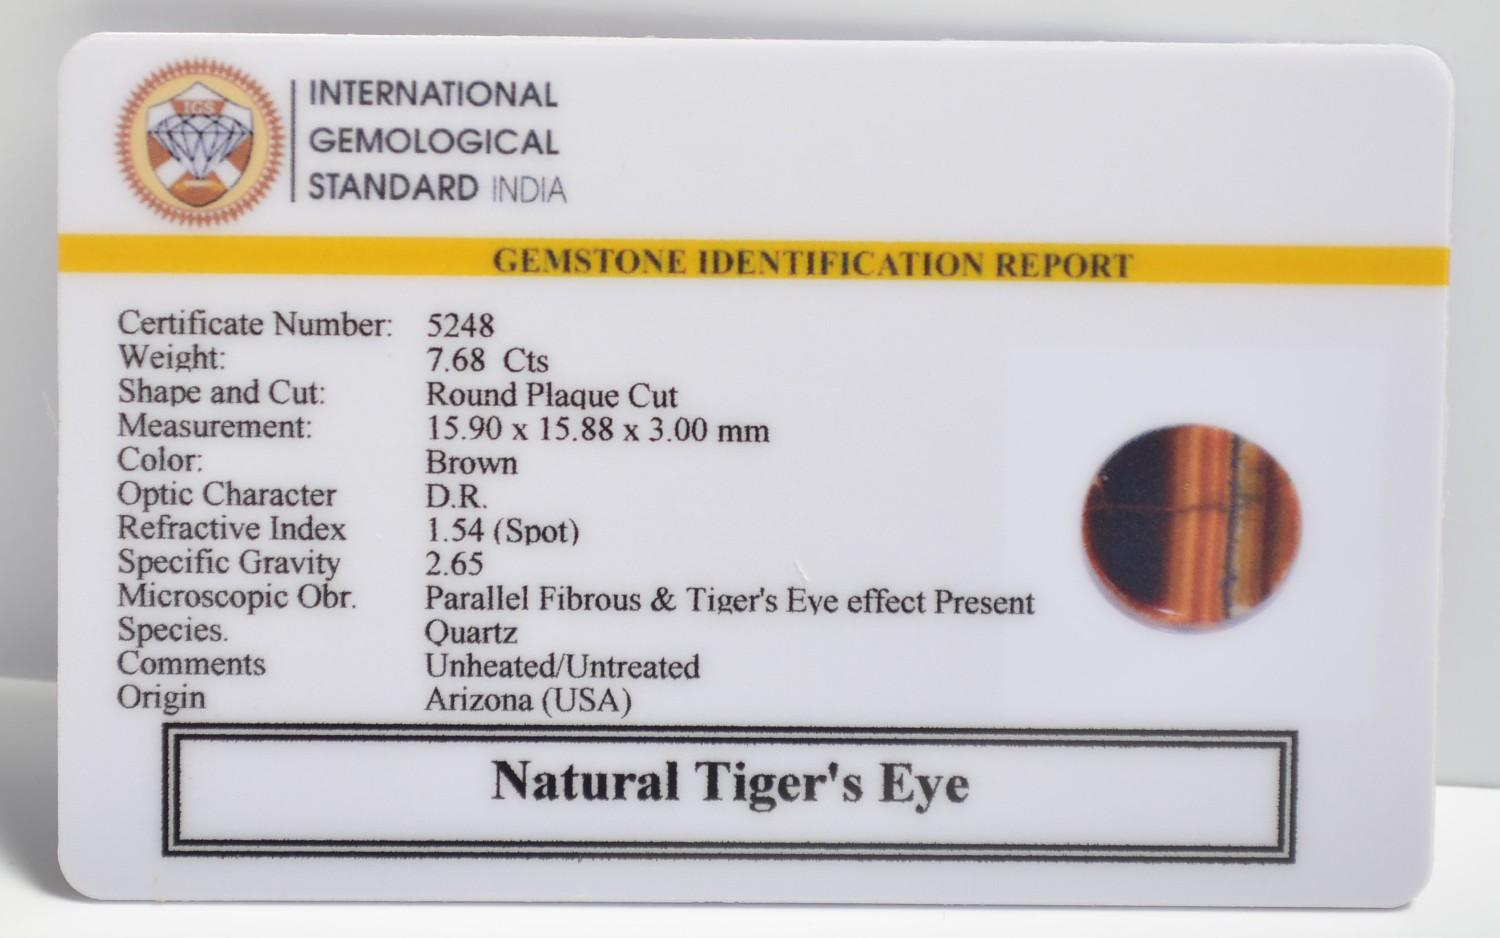 IGS
INTERNATIONAL
GEMOLOGICAL
STANDARD INDIA
GEMSTONE IDENTIFICATION REPORT
Certificate Number: 5248
Weight: 7.68 Cts
Shape and Cut: Round Plaque Cut
Measurement: 15.90 x 15.88 x 3.00 mm
Color: Brown
Optic Character D.R.
Refractive Index 1.54 (Spot)
Specific Gravity 2.65
Microscopic Obr. Parallel Fibrous & Tiger's Eye effect Present
Species. Quartz
Comments Unheated/Untreated
Origin Arizona (USA)
Natural Tiger's Eye